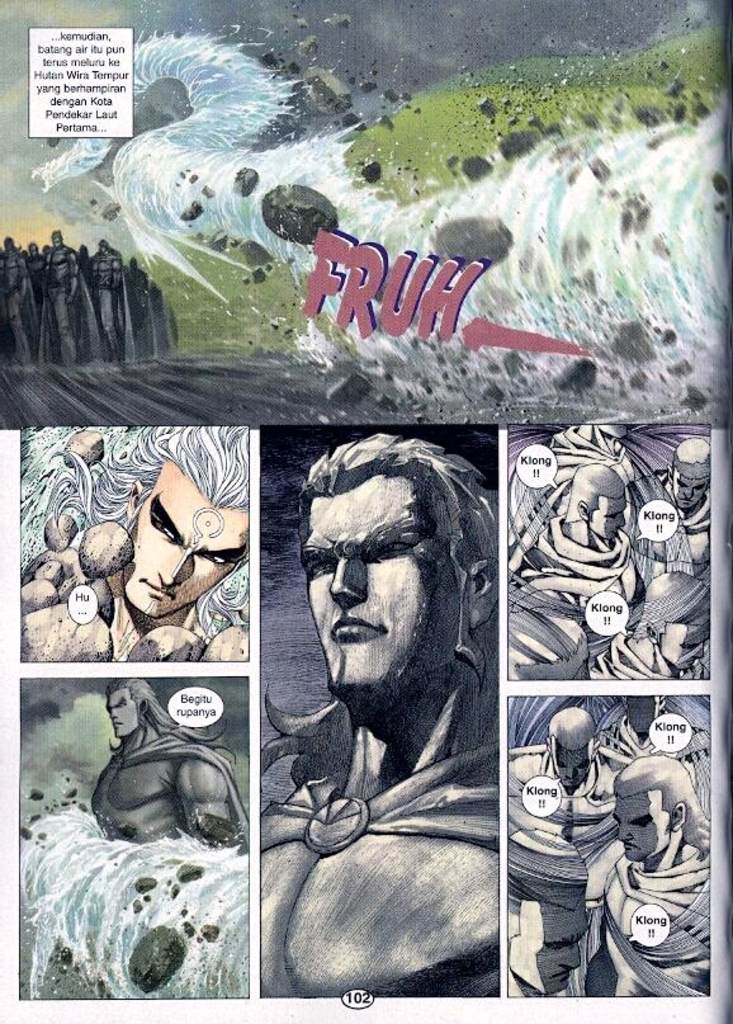 ...kemudian,
batang air itu pun
terus meluru ke
Hutan Wira Tempur
yang berhampiran
dengan Kota
Pendekar Laut
Pertama...
FRUH
Hu
...
Begitu
rupanya
Klong
!!
Klong
!!
Klong
!!
Klong
!!
Klong
!!
Klong
!!
102